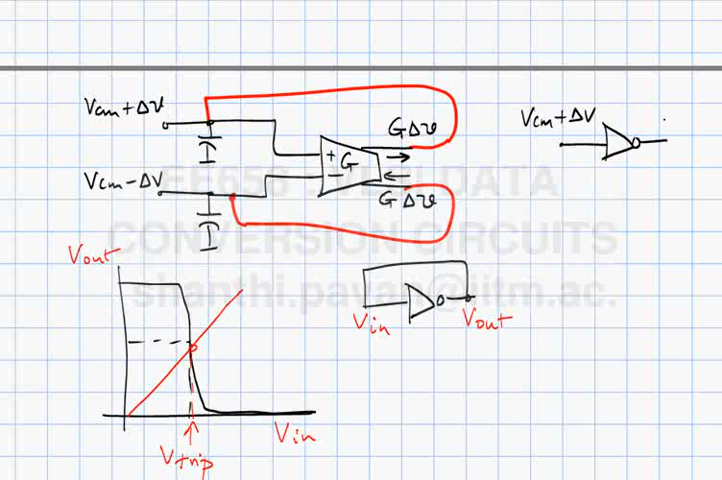 Vcm+Δv
GΔv
Vcm+ΔV
+
G
-
Vcm-ΔV
GΔv
EE658 DATA
CONVERSION CIRCUITS
shanthi.pavan@iitm.ac.
Vout
Vin
Vout
Vin
Vtrip